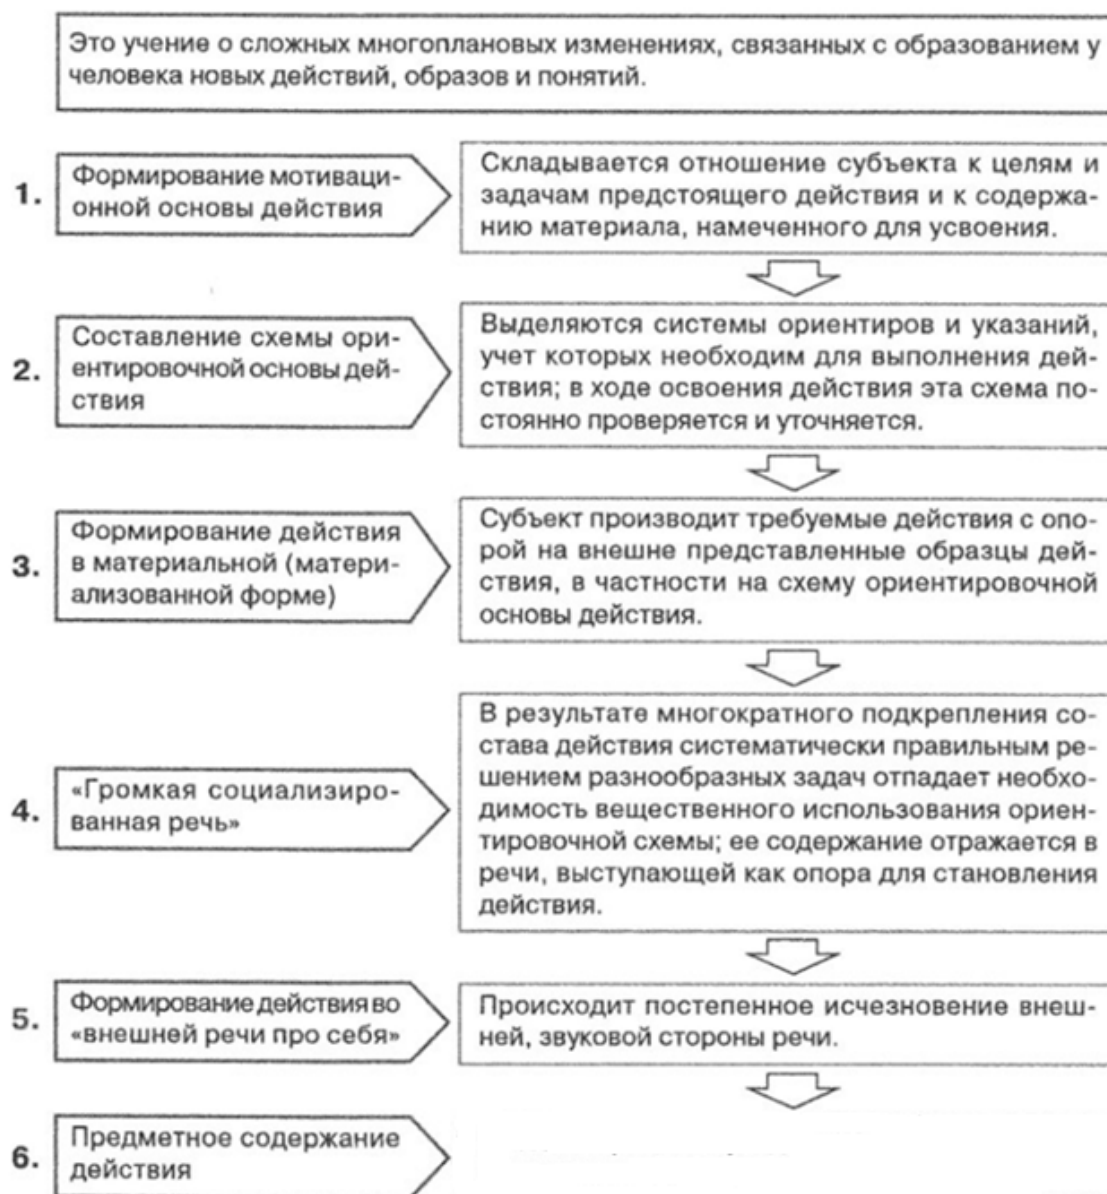 Это учение о сложных многоплановых изменениях, связанных с образованием у
человека новых действий, образов и понятий.
1.
Формирование мотиваци-
онной основы действия
Складывается отношение субъекта к целям и
задачам предстоящего действия и к содержа-
нию материала, намеченного для усвоения.
2.
Составление схемы ори-
ентировочной основы дей-
ствия
Выделяются системы ориентиров и указаний,
учет которых необходим для выполнения дей-
ствия; в ходе освоения действия эта схема по-
стоянно проверяется и уточняется.
3.
Формирование действия
в материальной (матери-
ализованной форме)
Субъект производит требуемые действия с опо-
рой на внешне представленные образцы дей-
ствия, в частности на схему ориентировочной
основы действия.
4.
«Громкая социализиро-
ванная речь»
В результате многократного подкрепления со-
става действия систематически правильным ре-
шением разнообразных задач отпадает необхо-
димость вещественного использования ориен-
тировочной схемы; ее содержание отражается в
речи, выступающей как опора для становления
действия.
5.
Формирование действия во
«внешней речи про себя»
Происходит постепенное исчезновение внеш-
ней, звуковой стороны речи.
6.
Предметное содержание
действия